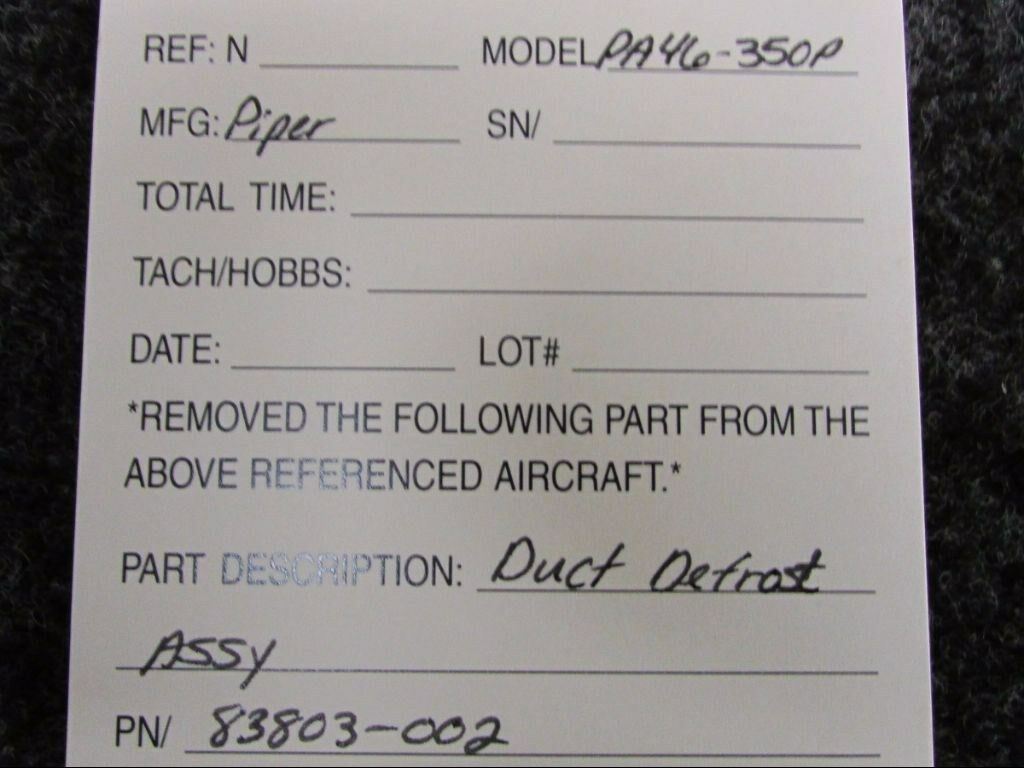 REF: N MODEL PA46-350P
MFG: Piper SN/
TOTAL TIME:
TACH/HOBBS:
DATE: LOT#
*REMOVED THE FOLLOWING PART FROM THE
ABOVE REFERENCED AIRCRAFT.*
PART DESCRIPTION: Duct Defrost
ASSY
PN/ 83803-002